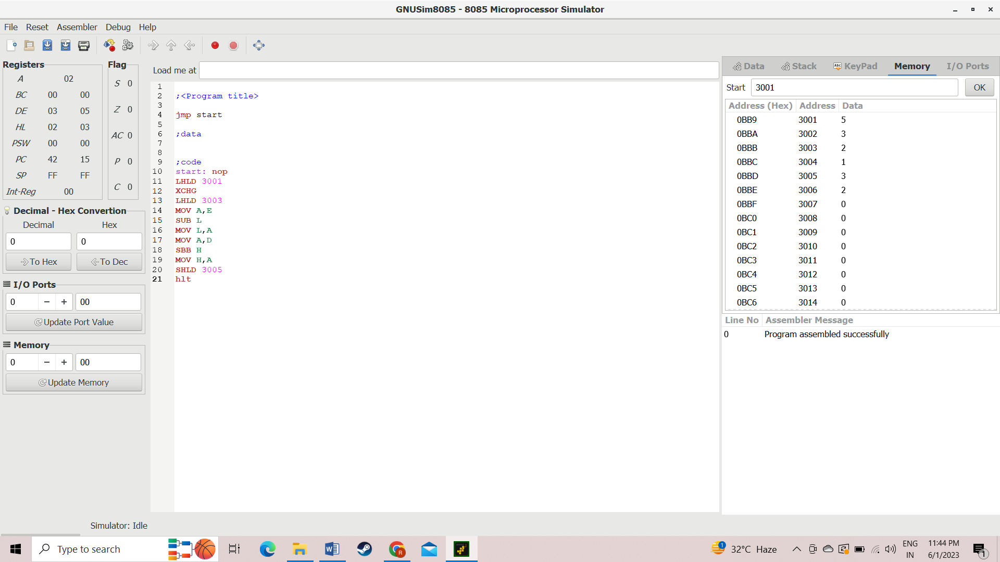 GNUSim8085 - 8085 Microprocessor Simulator
File Reset Assembler Debug Help
Registers
A 02
BC 00 00
DE 03 05
HL 02 03
PSW 00 00
PC 42 15
SP FF FF
Int-Reg 00
Flag
S 0
Z 0
AC 0
P 0
C 0
Decimal - Hex Convertion
Decimal Hex
0 0
To Hex To Dec
I/O Ports
0 − + 00
Update Port Value
Memory
0 − + 00
Update Memory
Load me at
1
2 ;<Program title>
3
4 jmp start
5
6 ;data
7
8
9 ;code
10 start: nop
11 LHLD 3001
12 XCHG
13 LHLD 3003
14 MOV A,E
15 SUB L
16 MOV L,A
17 MOV A,D
18 SBB H
19 MOV H,A
20 SHLD 3005
21 hlt
Data Stack Abc KeyPad Memory I/O Ports
Start 3001 OK
Address (Hex) Address Data
0BB9 3001 5
0BBA 3002 3
0BBB 3003 2
0BBC 3004 1
0BBD 3005 3
0BBE 3006 2
0BBF 3007 0
0BC0 3008 0
0BC1 3009 0
0BC2 3010 0
0BC3 3011 0
0BC4 3012 0
0BC5 3013 0
0BC6 3014 0
Line No Assembler Message
0 Program assembled successfully
Simulator: Idle
Type to search
W
R
1
32°C Haze
ENG
IN
11:44 PM
6/1/2023
1